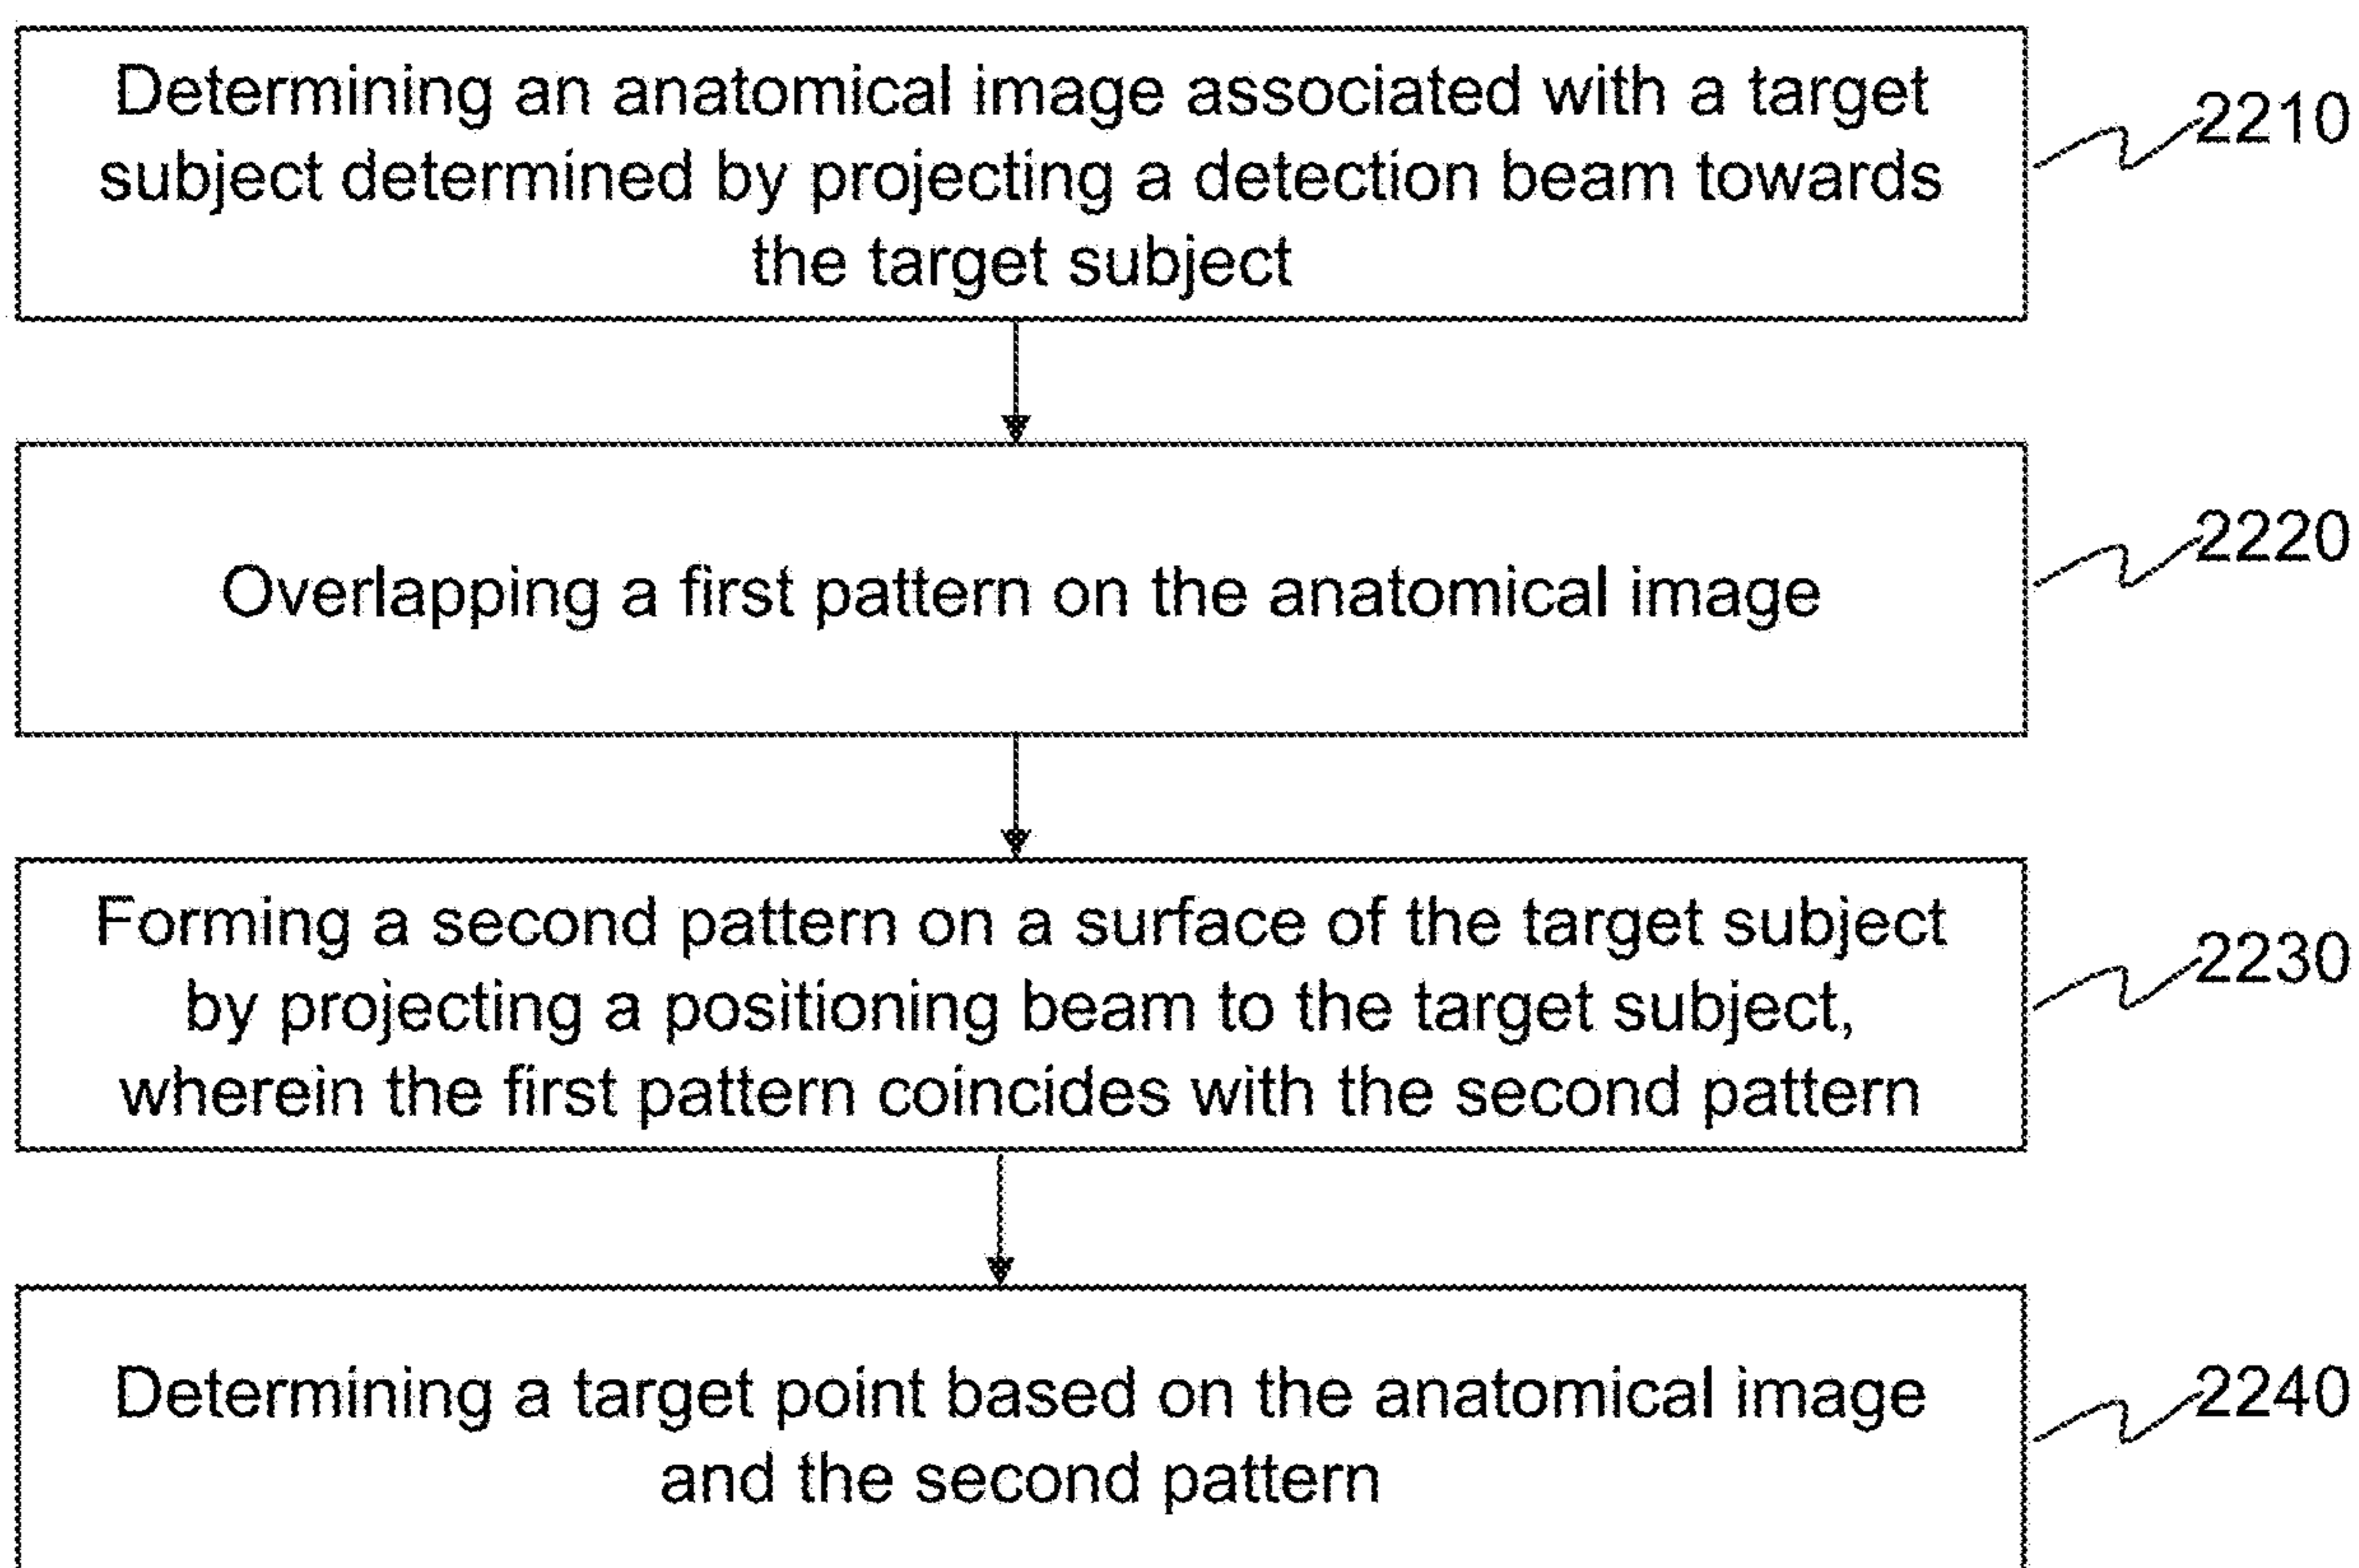 Determining an anatomical image associated with a target
subject determined by projecting a detection beam towards
the target subject
2210
Overlapping a first pattern on the anatomical image
2220
Forming a second pattern on a surface of the target subject
by projecting a positioning beam to the target subject,
wherein the first pattern coincides with the second pattern
2230
Determining a target point based on the anatomical image
and the second pattern
2240